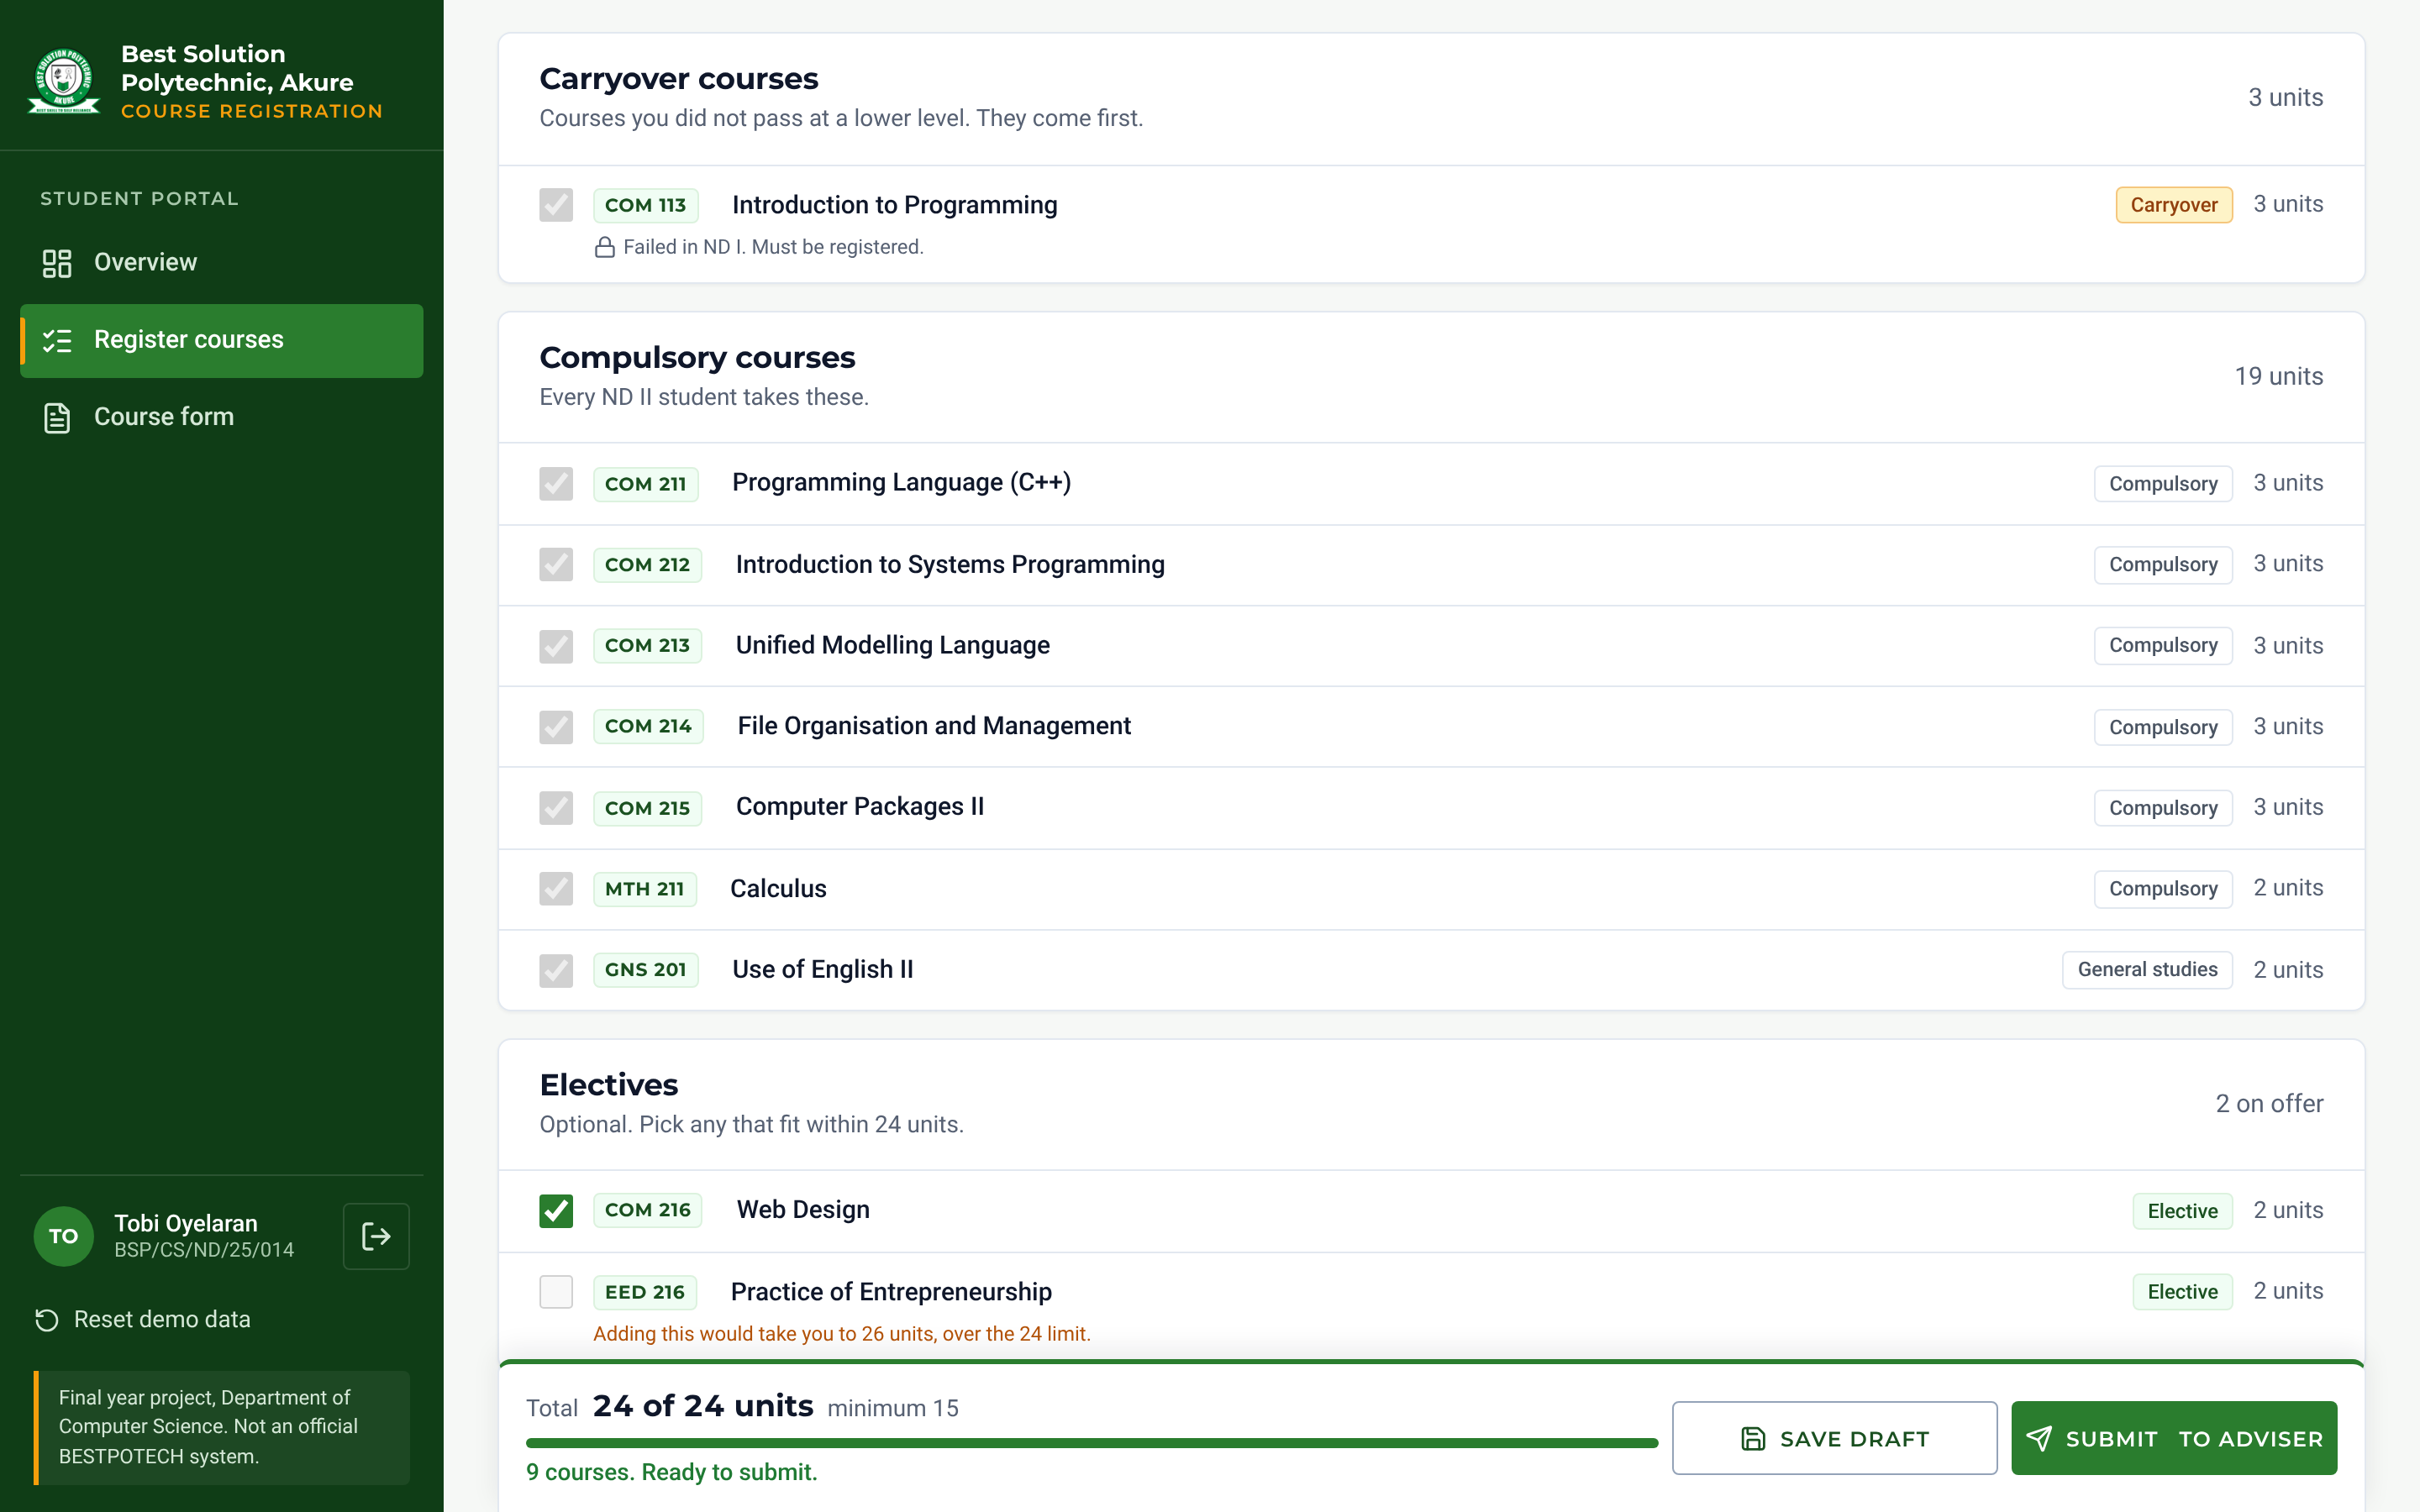 BEST SOLUTION POLYTECHNIC
AKURE
Best Solution
Polytechnic, Akure
COURSE REGISTRATION
STUDENT PORTAL
Overview
Register courses
Course form
TO
Tobi Oyelaran
BSP/CS/ND/25/014
Reset demo data
Final year project, Department of
Computer Science. Not an official
BESTPOTECH system.
Carryover courses
Courses you did not pass at a lower level. They come first.
3 units
COM 113 Introduction to Programming Carryover 3 units
Failed in ND I. Must be registered.
Compulsory courses
Every ND II student takes these.
19 units
COM 211 Programming Language (C++) Compulsory 3 units
COM 212 Introduction to Systems Programming Compulsory 3 units
COM 213 Unified Modelling Language Compulsory 3 units
COM 214 File Organisation and Management Compulsory 3 units
COM 215 Computer Packages II Compulsory 3 units
MTH 211 Calculus Compulsory 2 units
GNS 201 Use of English II General studies 2 units
Electives
Optional. Pick any that fit within 24 units.
2 on offer
COM 216 Web Design Elective 2 units
EED 216 Practice of Entrepreneurship Elective 2 units
Adding this would take you to 26 units, over the 24 limit.
Total 24 of 24 units minimum 15
9 courses. Ready to submit.
SAVE DRAFT
SUBMIT TO ADVISER